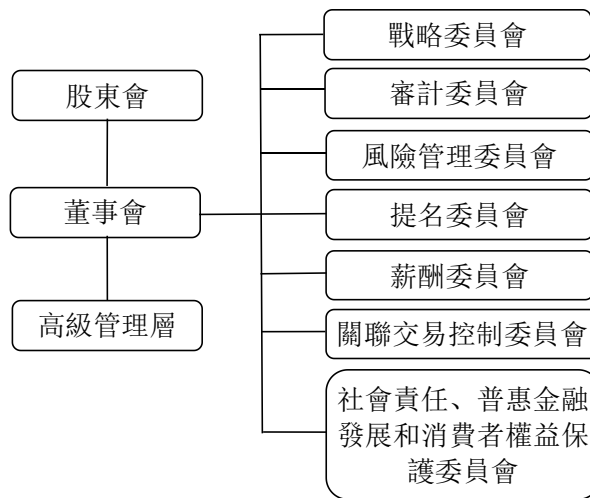 股東會
董事會
高級管理層
戰略委員會
審計委員會
風險管理委員會
提名委員會
薪酬委員會
關聯交易控制委員會
社會責任、普惠金融
發展和消費者權益保
護委員會